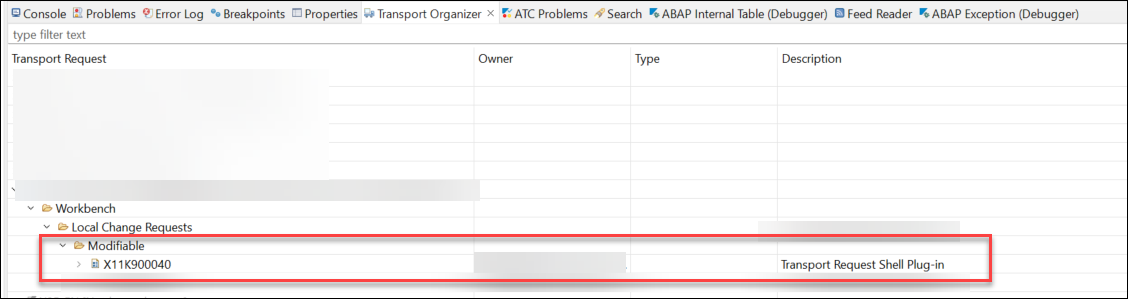 Console Problems Error Log Breakpoints Properties Transport Organizer ATC Problems Search ABAP Internal Table (Debugger) Feed Reader ABAP Exception (Debugger)
type filter text
Transport Request Owner Type Description
Workbench
Local Change Requests
Modifiable
X11K900040 Transport Request Shell Plug-in